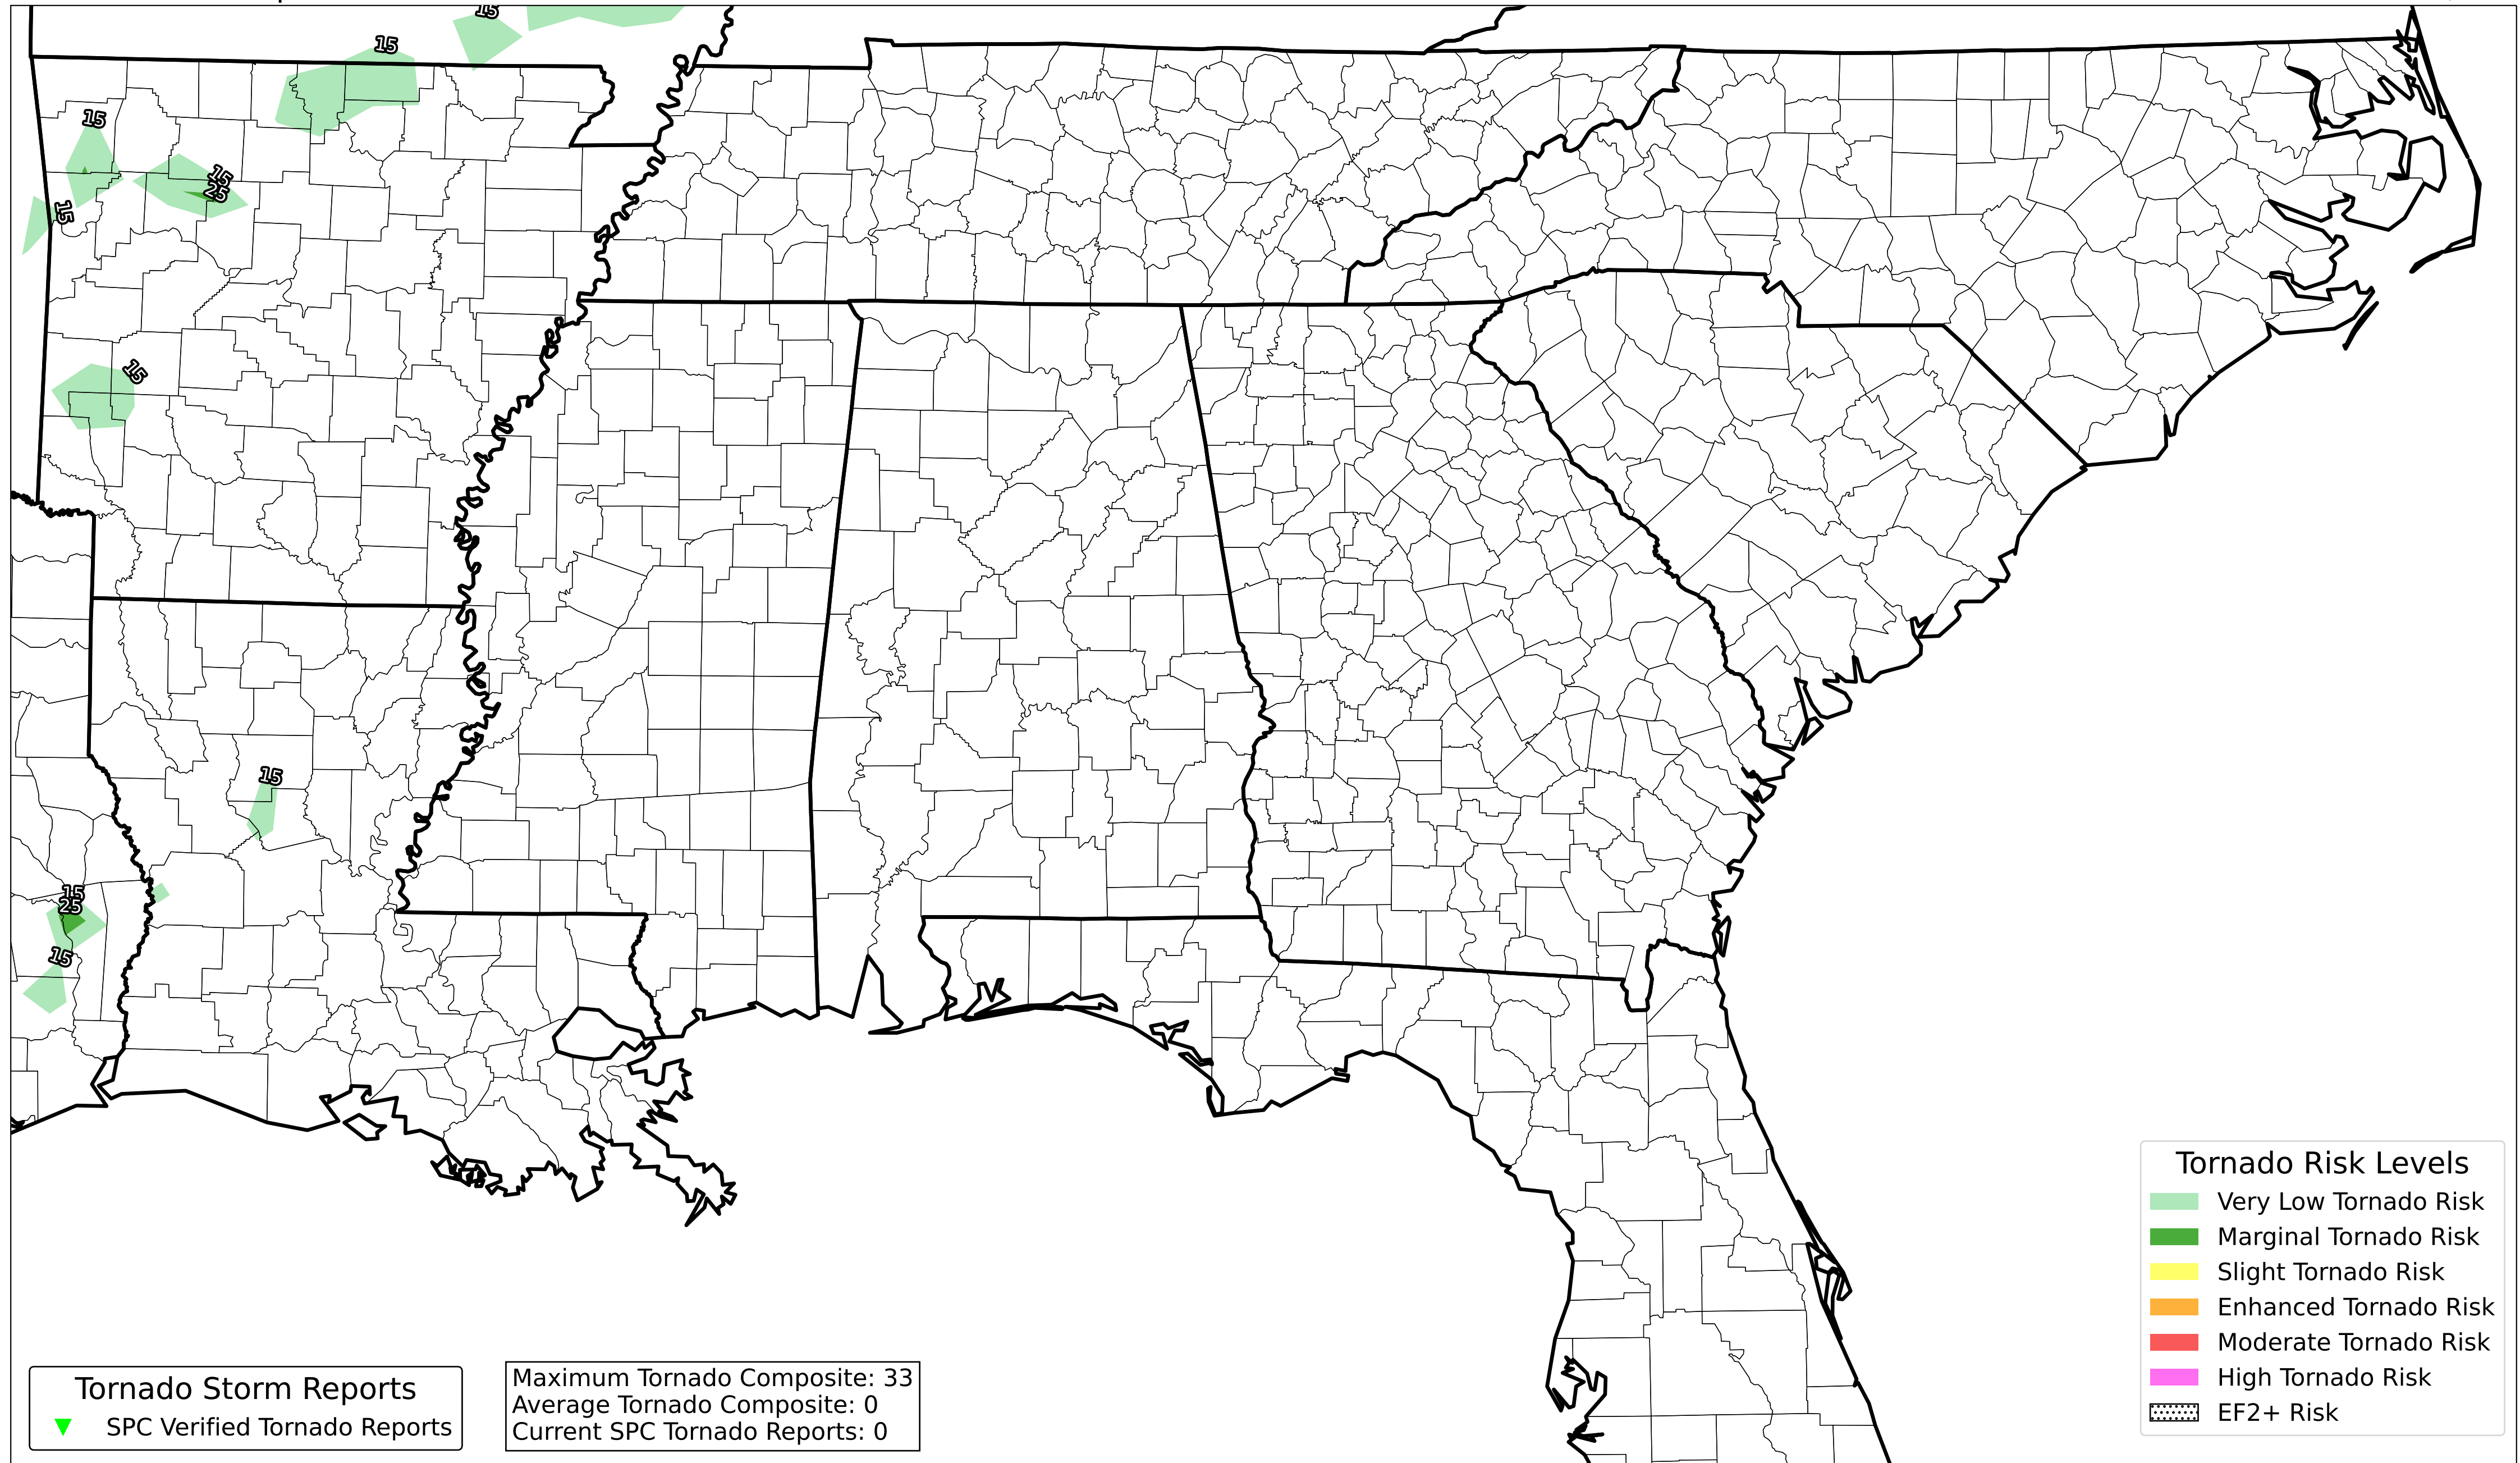 15
15
15
15
25
15
15
15
15
25
15
Tornado Risk Levels
Very Low Tornado Risk
Marginal Tornado Risk
Slight Tornado Risk
Enhanced Tornado Risk
Moderate Tornado Risk
High Tornado Risk
EF2+ Risk
Tornado Storm Reports
SPC Verified Tornado Reports
Maximum Tornado Composite: 33
Average Tornado Composite: 0
Current SPC Tornado Reports: 0